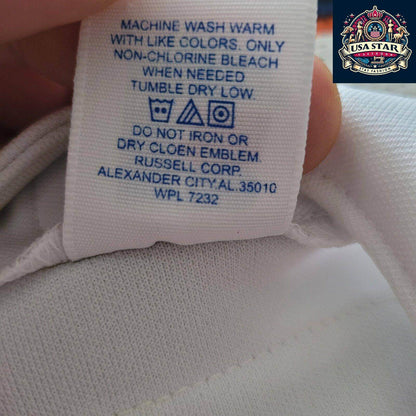 MACHINE WASH WARM
WITH LIKE COLORS. ONLY
NON-CHLORINE BLEACH
WHEN NEEDED
TUMBLE DRY LOW.
DO NOT IRON OR
DRY CLOEN EMBLEM.
RUSSELL CORP.
ALEXANDER CITY,AL.35010
WPL 7232
USA STAR